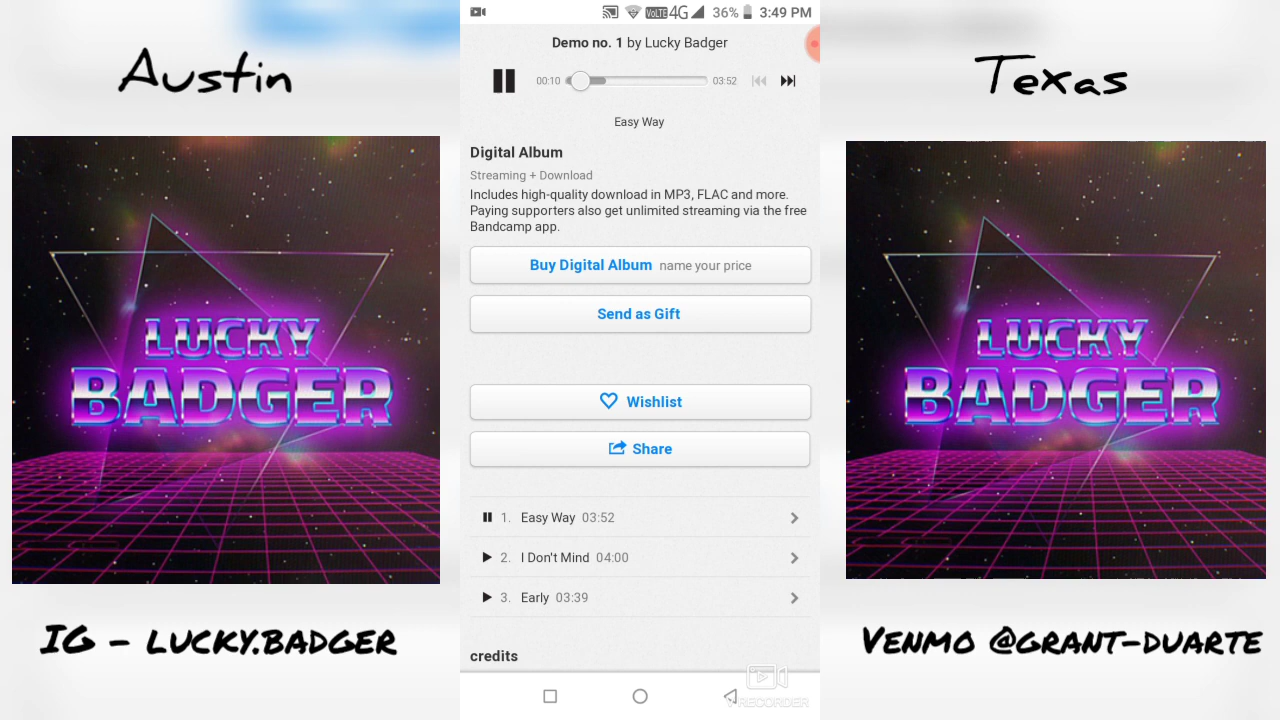 Austin
LUCKY
BADGER
IG - LUCKY.BADGER
VoLTE 4G 36% 3:49 PM
Demo no. 1 by Lucky Badger
00:10 03:52
Easy Way
Digital Album
Streaming + Download
Includes high-quality download in MP3, FLAC and more.
Paying supporters also get unlimited streaming via the free
Bandcamp app.
Buy Digital Album name your price
Send as Gift
Wishlist
Share
1. Easy Way 03:52
2. I Don't Mind 04:00
3. Early 03:39
credits
V RECORDER
Texas
LUCKY
BADGER
VENMO @GRANT-DUARTE